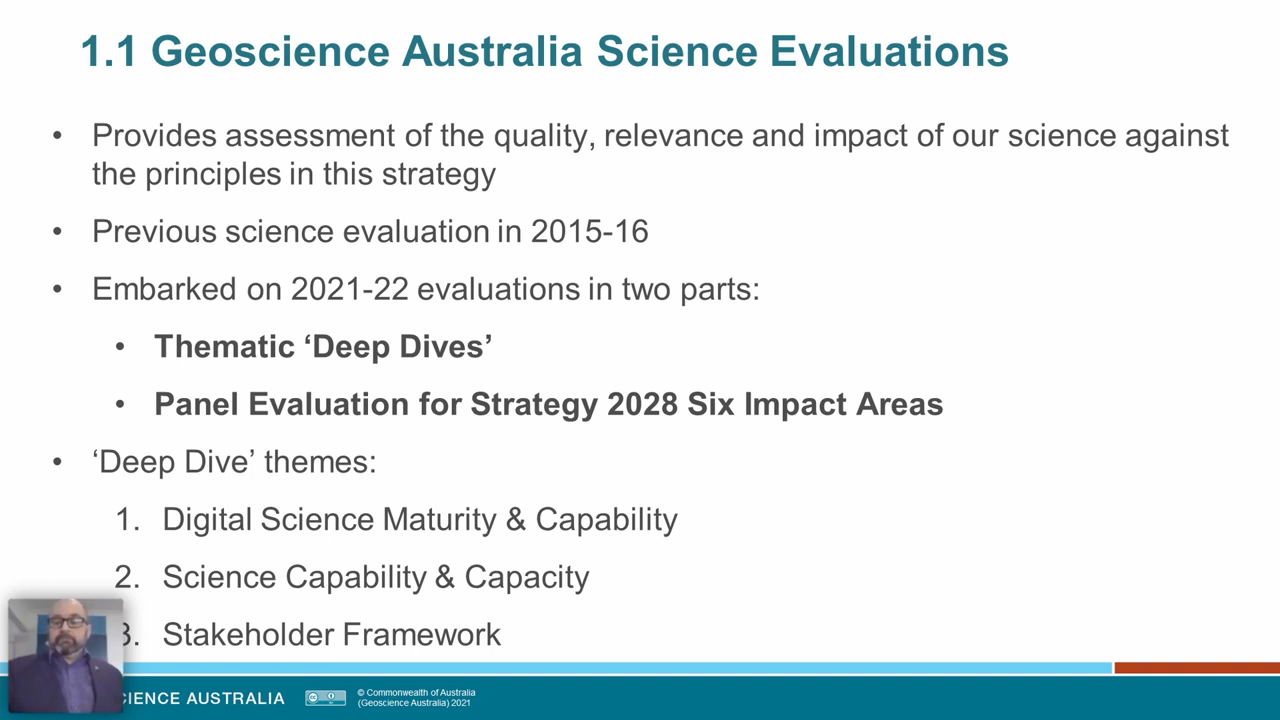 1.1 Geoscience Australia Science Evaluations
• Provides assessment of the quality, relevance and impact of our science against
the principles in this strategy
• Previous science evaluation in 2015-16
• Embarked on 2021-22 evaluations in two parts:
• Thematic ‘Deep Dives’
• Panel Evaluation for Strategy 2028 Six Impact Areas
• ‘Deep Dive’ themes:
1. Digital Science Maturity & Capability
2. Science Capability & Capacity
3. Stakeholder Framework
CIENCE AUSTRALIA
© Commonwealth of Australia
(Geoscience Australia) 2021